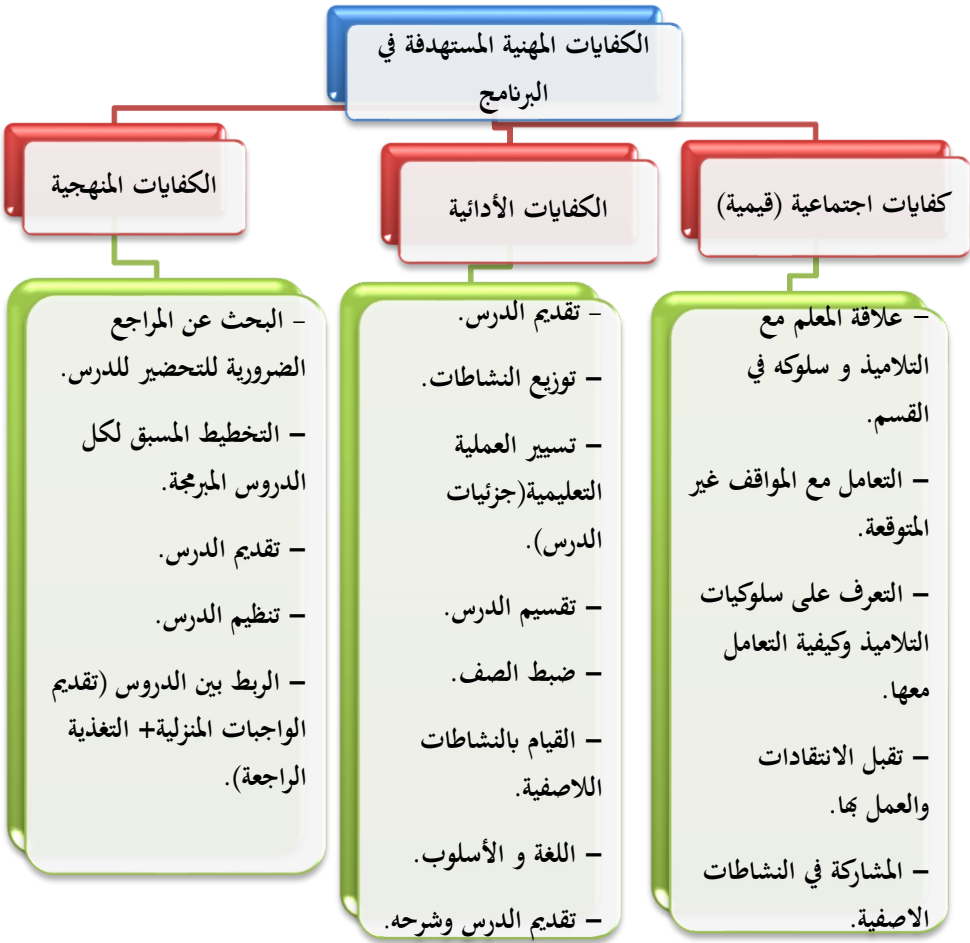 الكفايات المهنية المستهدفة في
البرنامج
كفايات اجتماعية (قيمية)
الكفايات الأدائية
الكفايات المنهجية
– علاقة المعلم مع
التلاميذ و سلوكه في
القسم.
– التعامل مع المواقف غير
المتوقعة.
– التعرف على سلوكيات
التلاميذ وكيفية التعامل
معها.
– تقبل الانتقادات
والعمل بها.
– المشاركة في النشاطات
الاصفية.
- تقديم الدرس.
– توزيع النشاطات.
– تسيير العملية
التعليمية(جزئيات
الدرس).
– تقسيم الدرس.
– ضبط الصف.
– القيام بالنشاطات
اللاصفية.
– اللغة و الأسلوب.
– تقديم الدرس وشرحه.
- البحث عن المراجع
الضرورية للتحضير للدرس.
– التخطيط المسبق لكل
الدروس المبرمجة.
– تقديم الدرس.
– تنظيم الدرس.
– الربط بين الدروس (تقديم
الواجبات المنزلية+ التغذية
الراجعة).